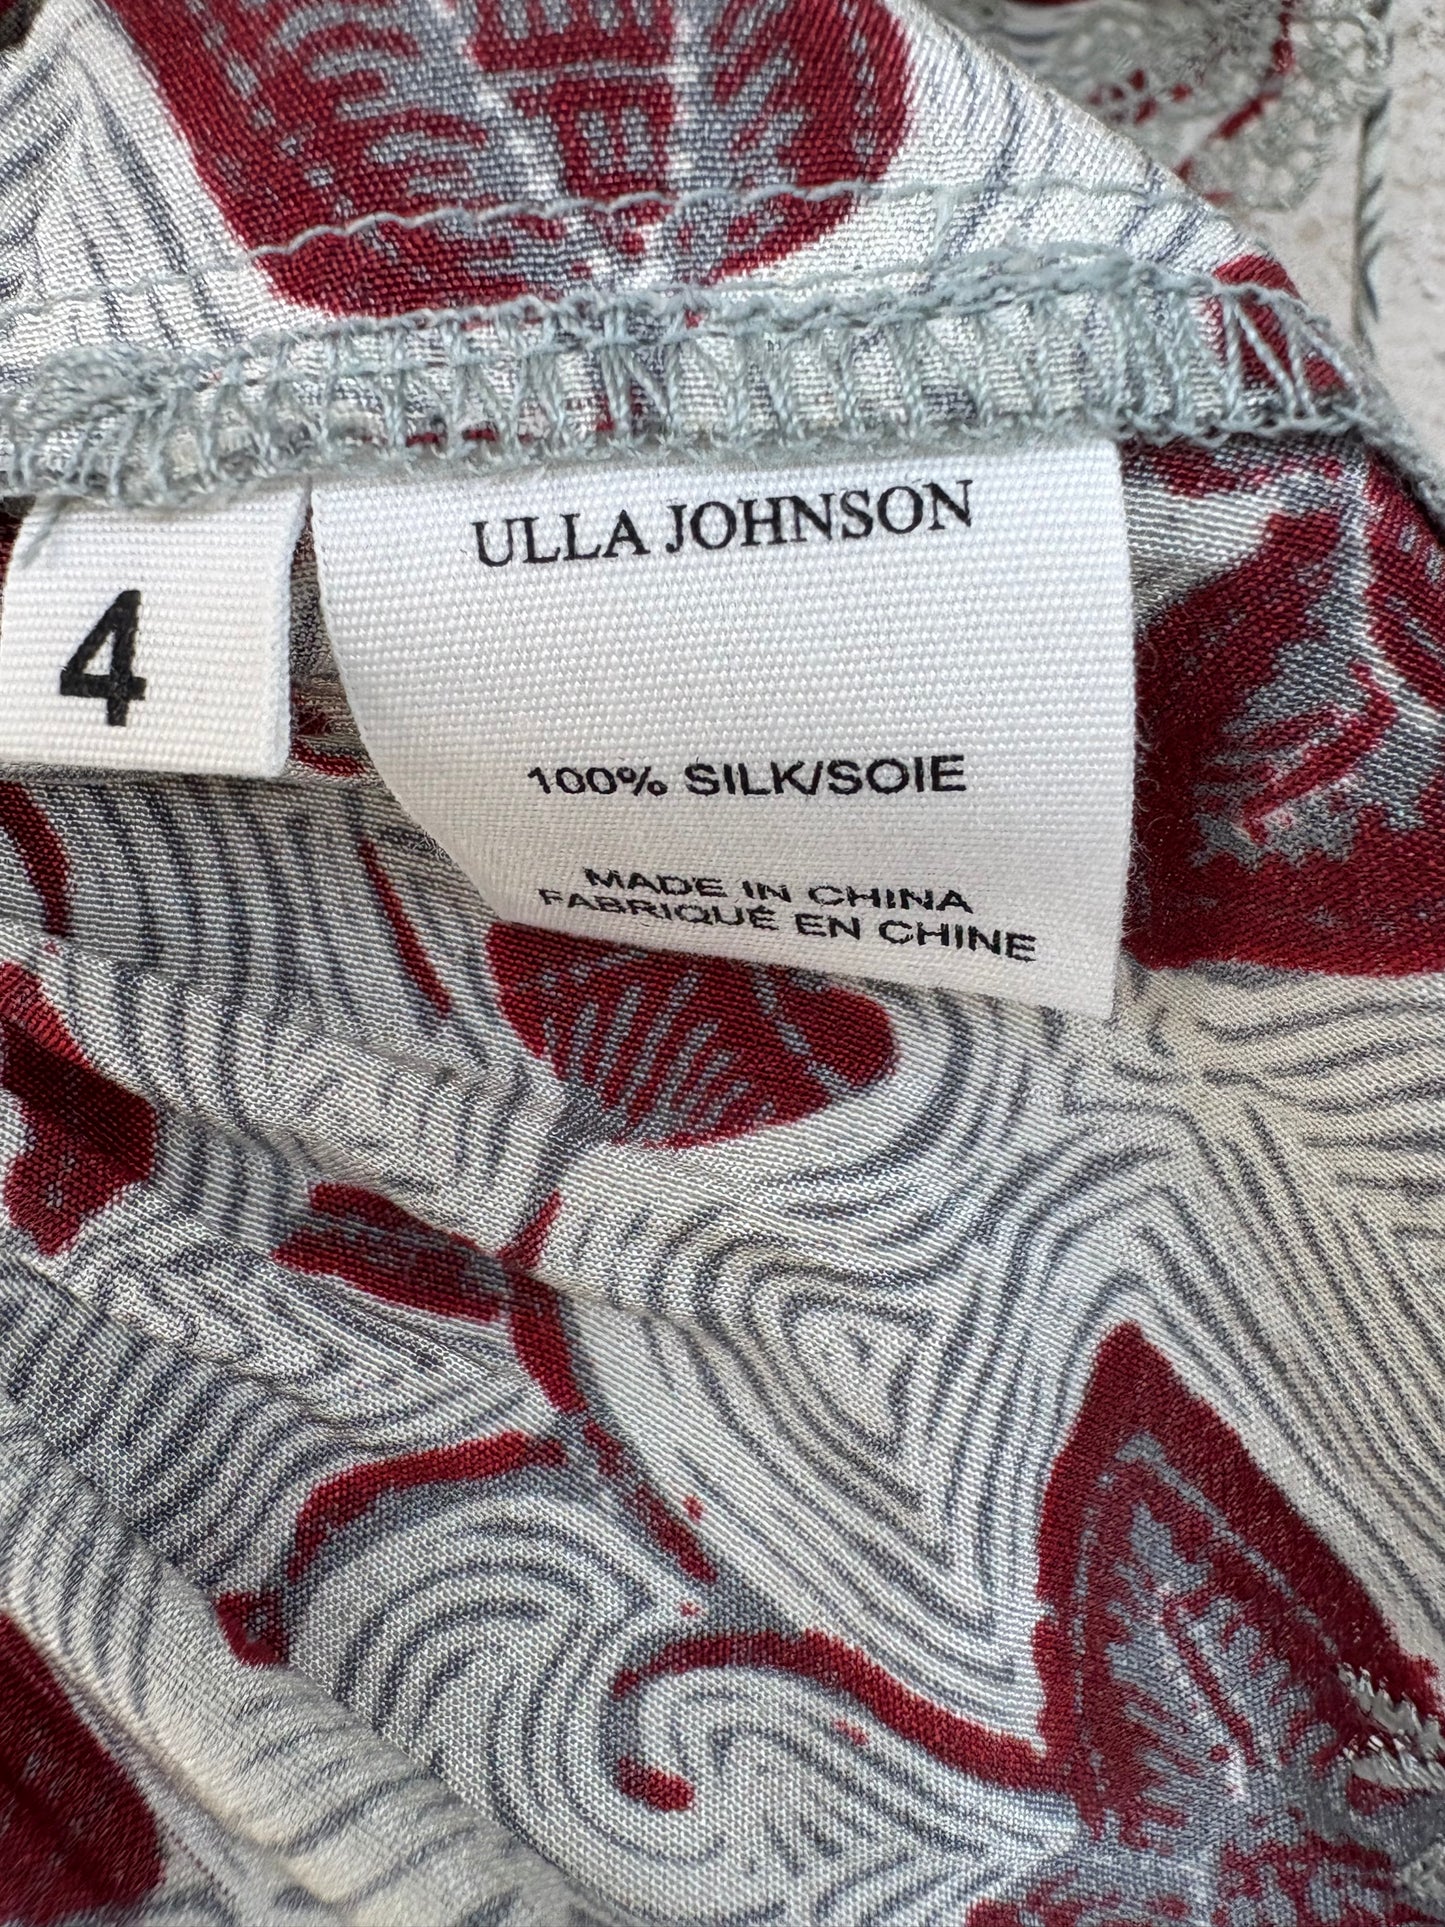 ULLA JOHNSON
4
100% SILK/SOIE
MADE IN CHINA
FABRIQUÉ EN CHINE